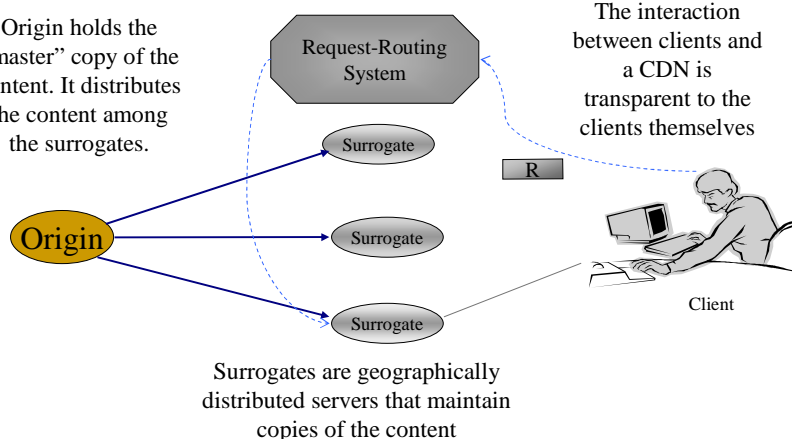 Origin holds the
master” copy of the
ntent. It distributes
he content among
the surrogates.
Request-Routing
System
The interaction
between clients and
a CDN is
transparent to the
clients themselves
Surrogate
R
Origin
Surrogate
Surrogate
Client
Surrogates are geographically
distributed servers that maintain
copies of the content